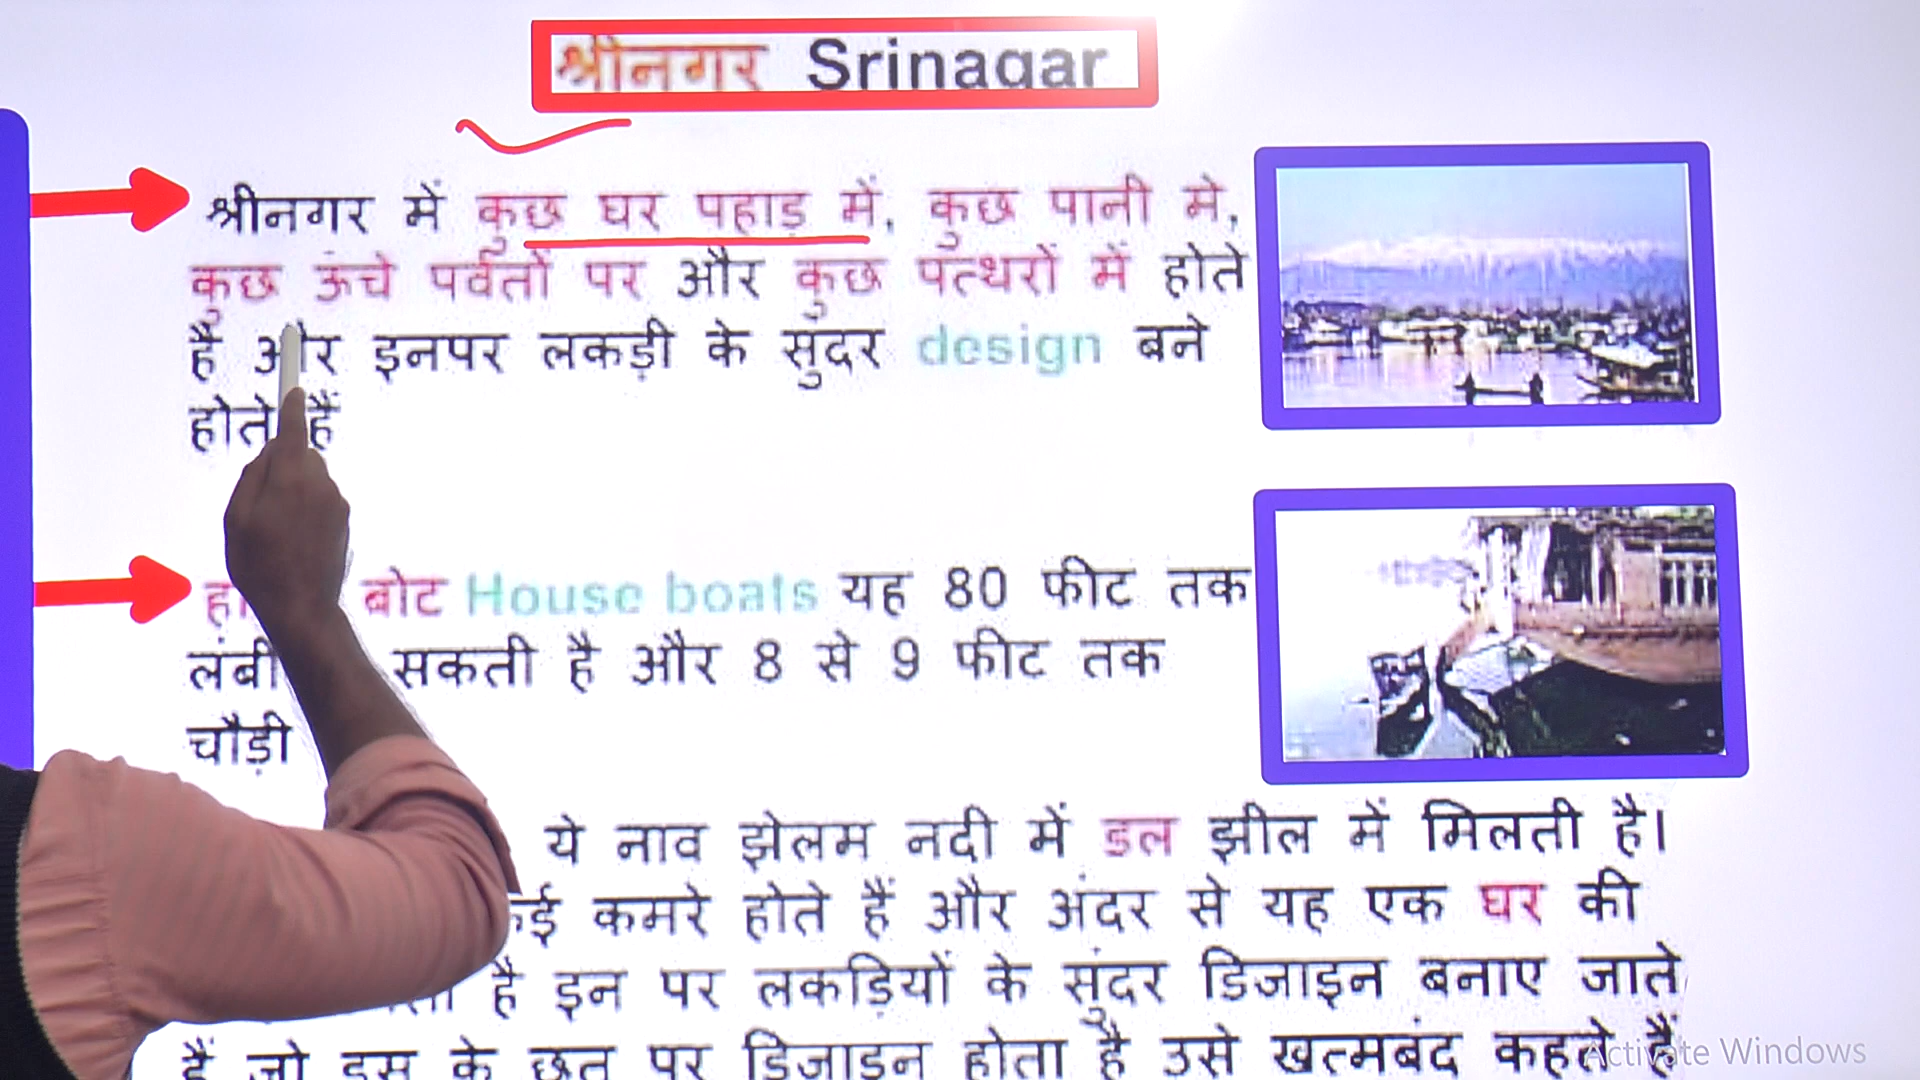 श्रीनगर Srinagar
श्रीनगर में कुछ घर पहाड़ में, कुछ पानी मे,
कुछ ऊंचे पर्वतों पर और कुछ पत्थरों में होते
है और इनपर लकड़ी के सुंदर design बने
होते हैं
बोट House boats यह 80 फीट तक
लंबी सकती है और 8 से 9 फीट तक
चौड़ी
ये नाव झेलम नदी में डल झील में मिलती है।
कमरे होते हैं और अंदर से यह एक घर की
है इन पर लकड़ियों के सुंदर डिजाइन बनाए जाते
हैं जो इस के छत पर डिजाइन होता है उसे खत्मबंद कहते हैं
Activate Windows